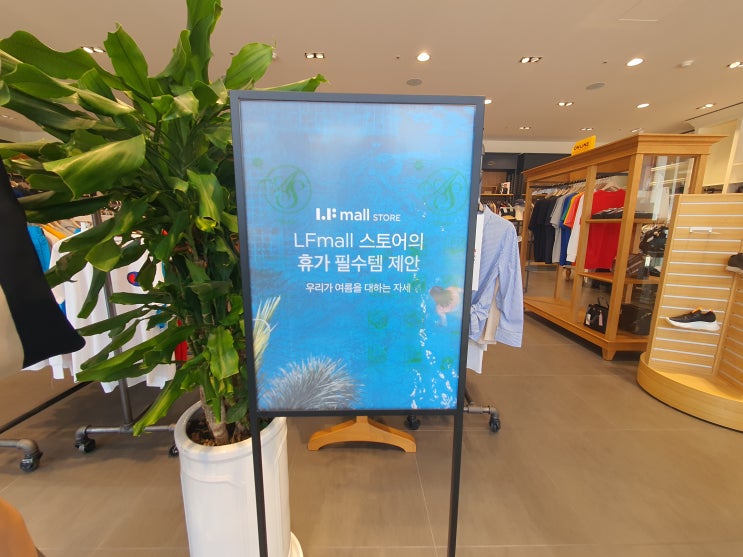 LF mall STORE
LFmall 스토어의
휴가 필수템 제안
우리가 여름을 대하는 자세
ONLINE